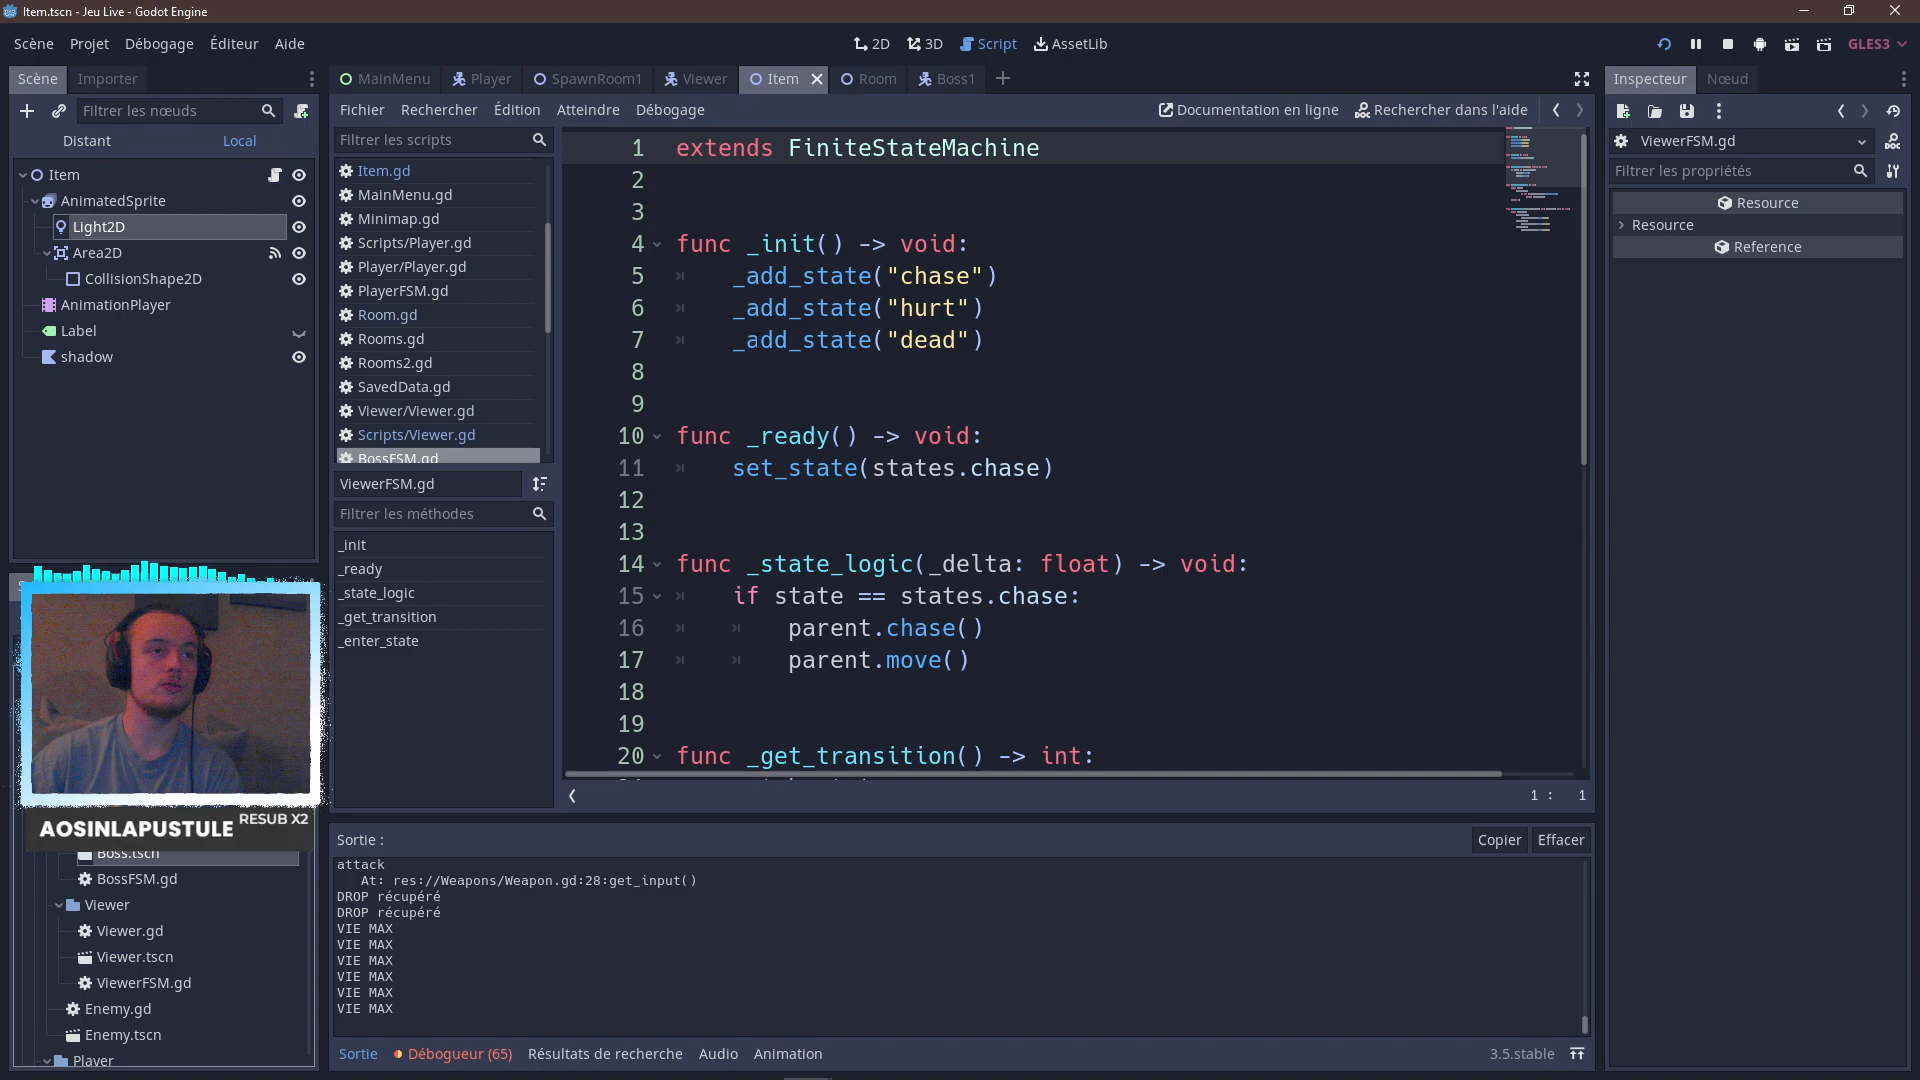 Item.tscn - Jeu Live - Godot Engine
Scène Projet Débogage Éditeur Aide
2D 3D Script AssetLib
GLES3
Scène Importer
MainMenu Player SpawnRoom1 Viewer Item Room Boss1
Inspecteur Nœud
Filtrer les nœuds
Distant Local
Item
AnimatedSprite
Light2D
Area2D
CollisionShape2D
AnimationPlayer
Label
shadow
Fichier Rechercher Édition Atteindre Débogage
Documentation en ligne Rechercher dans l'aide
Filtrer les scripts
Item.gd
MainMenu.gd
Minimap.gd
Scripts/Player.gd
Player/Player.gd
PlayerFSM.gd
Room.gd
Rooms.gd
Rooms2.gd
SavedData.gd
Viewer/Viewer.gd
Scripts/Viewer.gd
BossFSM.gd
ViewerFSM.gd
Filtrer les méthodes
_init
_ready
_state_logic
_get_transition
_enter_state
1 extends FiniteStateMachine
2
3
4 func _init() -> void:
5 _add_state("chase")
6 _add_state("hurt")
7 _add_state("dead")
8
9
10 func _ready() -> void:
11 set_state(states.chase)
12
13
14 func _state_logic(_delta: float) -> void:
15 if state == states.chase:
16 parent.chase()
17 parent.move()
18
19
20 func _get_transition() -> int:
1 : 1
ViewerFSM.gd
Filtrer les propriétés
Resource
Resource
Reference
AOSINLAPUSTULE RESUB X2
Boss.tscn
BossFSM.gd
Viewer
Viewer.gd
Viewer.tscn
ViewerFSM.gd
Enemy.gd
Enemy.tscn
Player
Sortie :
Copier Effacer
attack
At: res://Weapons/Weapon.gd:28:get_input()
DROP récupéré
DROP récupéré
VIE MAX
VIE MAX
VIE MAX
VIE MAX
VIE MAX
VIE MAX
Sortie Débogueur (65) Résultats de recherche Audio Animation
3.5.stable